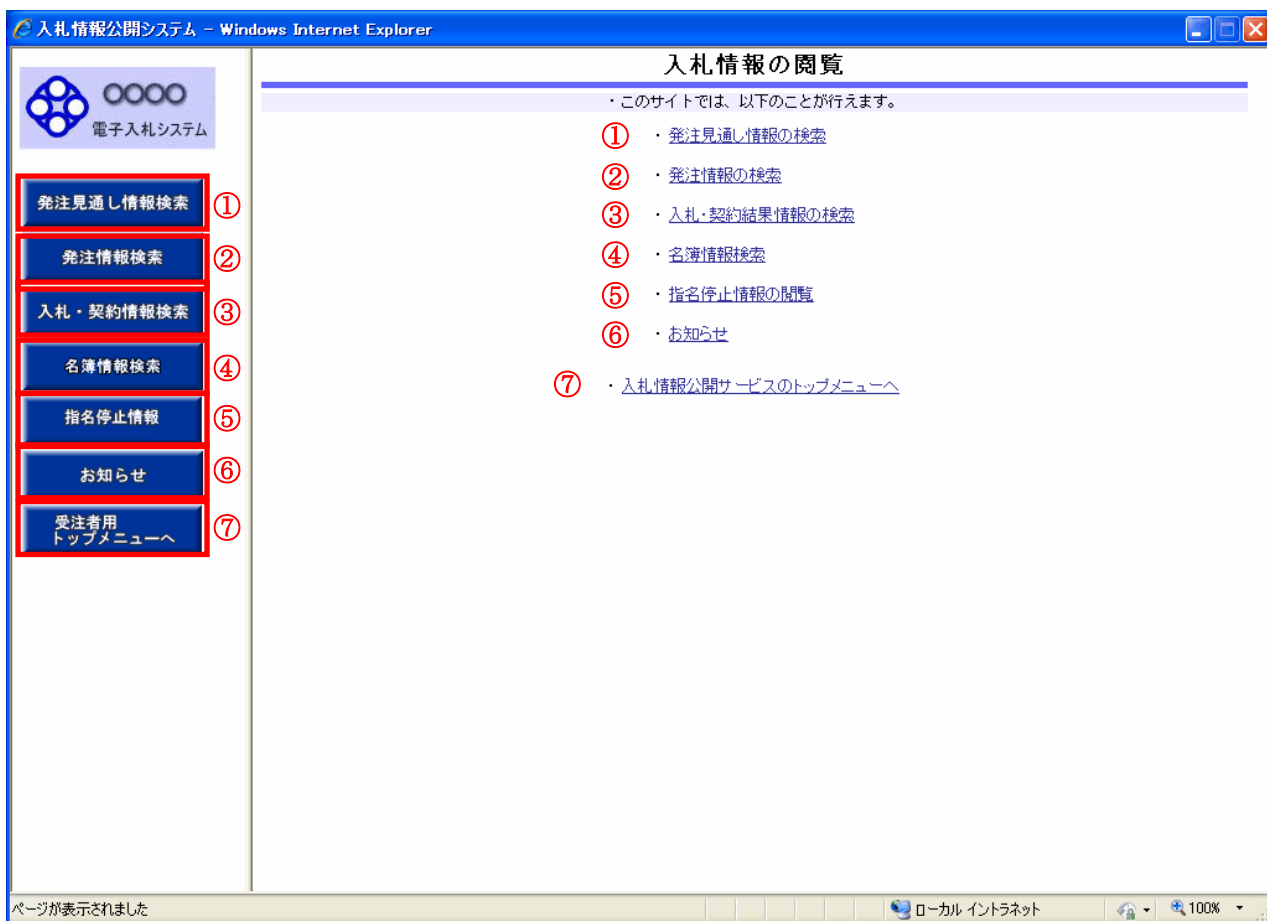 入札情報公開システム - Windows Internet Explorer
○○○○
電子入札システム
発注見通し情報検索 ①
発注情報検索 ②
入札・契約情報検索 ③
名簿情報検索 ④
指名停止情報 ⑤
お知らせ ⑥
受注者用
トップメニューへ ⑦
入札情報の閲覧
・このサイトでは、以下のことが行えます。
① ・発注見通し情報の検索
② ・発注情報の検索
③ ・入札・契約結果情報の検索
④ ・名簿情報検索
⑤ ・指名停止情報の閲覧
⑥ ・お知らせ
⑦ ・入札情報公開サービスのトップメニューへ
ページが表示されました
ローカル イントラネット
100%